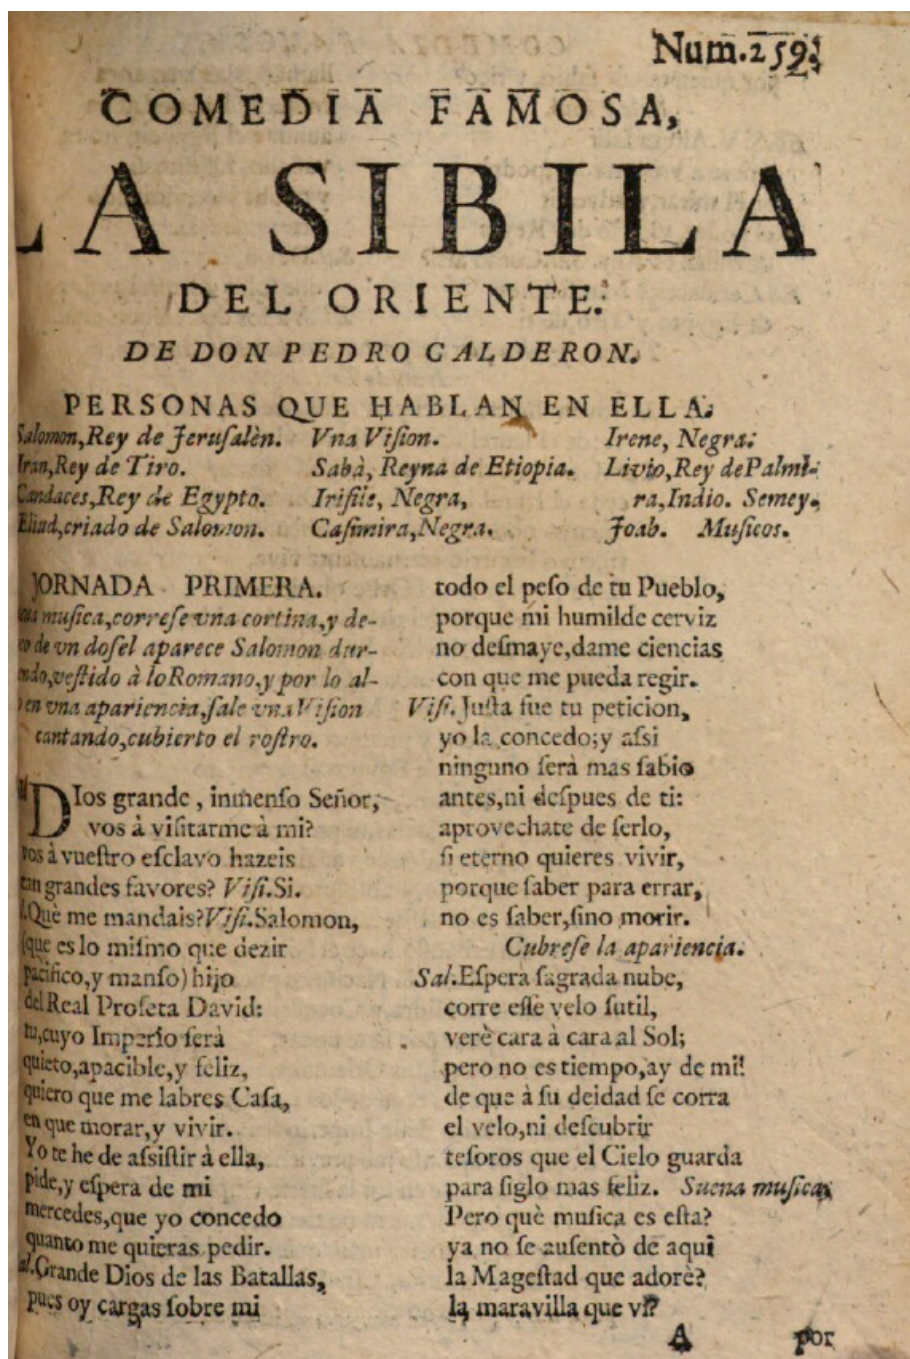 Num.259.
COMEDIA FAMOSA,
LA SIBILA
DEL ORIENTE.
DE DON PEDRO CALDERON.
PERSONAS QUE HABLAN EN ELLA.
Salomon,Rey de Jeruſalèn.
Iràn,Rey de Tiro.
Candaces,Rey de Egypto.
Eliud,criado de Salomon.
Vna Viſion.
Sabà, Reyna de Etiopia.
Iriſile, Negra,
Caſimira,Negra.
Irene, Negra.
Livio,Rey dePalmi-
ra,Indio. Semey.
Joab. Muſicos.
JORNADA PRIMERA.
muſica,correſe vna cortina,y de-
de vn doſel aparece Salomon dur-
veſtido à loRomano,y por lo al-
en vna apariencia,ſale vna Viſion
cantando,cubierto el roſtro.
DIos grande, inmenſo Señor,
vos à viſitarme à mi?
vos à vueſtro eſclavo hazeis
tan grandes favores? Viſi.Si.
Què me mandais?Viſi.Salomon,
(que es lo miſmo que dezir
pacifico,y manſo) hijo
del Real Profeta David:
tu,cuyo Imperio ſerà
quieto,apacible,y feliz,
quiero que me labres Caſa,
en que morar,y vivir.
Yo te he de aſsiſtir à ella,
pide,y eſpera de mi
mercedes,que yo concedo
quanto me quieras pedir.
Grande Dios de las Batallas,
pues oy cargas ſobre mi
todo el peſo de tu Pueblo,
porque mi humilde cerviz
no deſmaye,dame ciencias
con que me pueda regir.
Viſi.Juſta fue tu peticion,
yo la concedo;y aſsi
ninguno ſerà mas ſabio
antes,ni deſpues de ti:
aprovechate de ſerlo,
ſi eterno quieres vivir,
porque ſaber para errar,
no es ſaber,ſino morir.
Cubreſe la apariencia.
Sal.Eſpera ſagrada nube,
corre eſſe velo ſutil,
verè cara à cara al Sol;
pero no es tiempo,ay de mi!
de que à ſu deidad ſe corra
el velo,ni deſcubrir
teſoros que el Cielo guarda
para ſiglo mas feliz. Suena muſica,
Pero què muſica es eſta?
ya no ſe auſentò de aqui
la Mageſtad que adorè?
la maravilla que vi?
A por